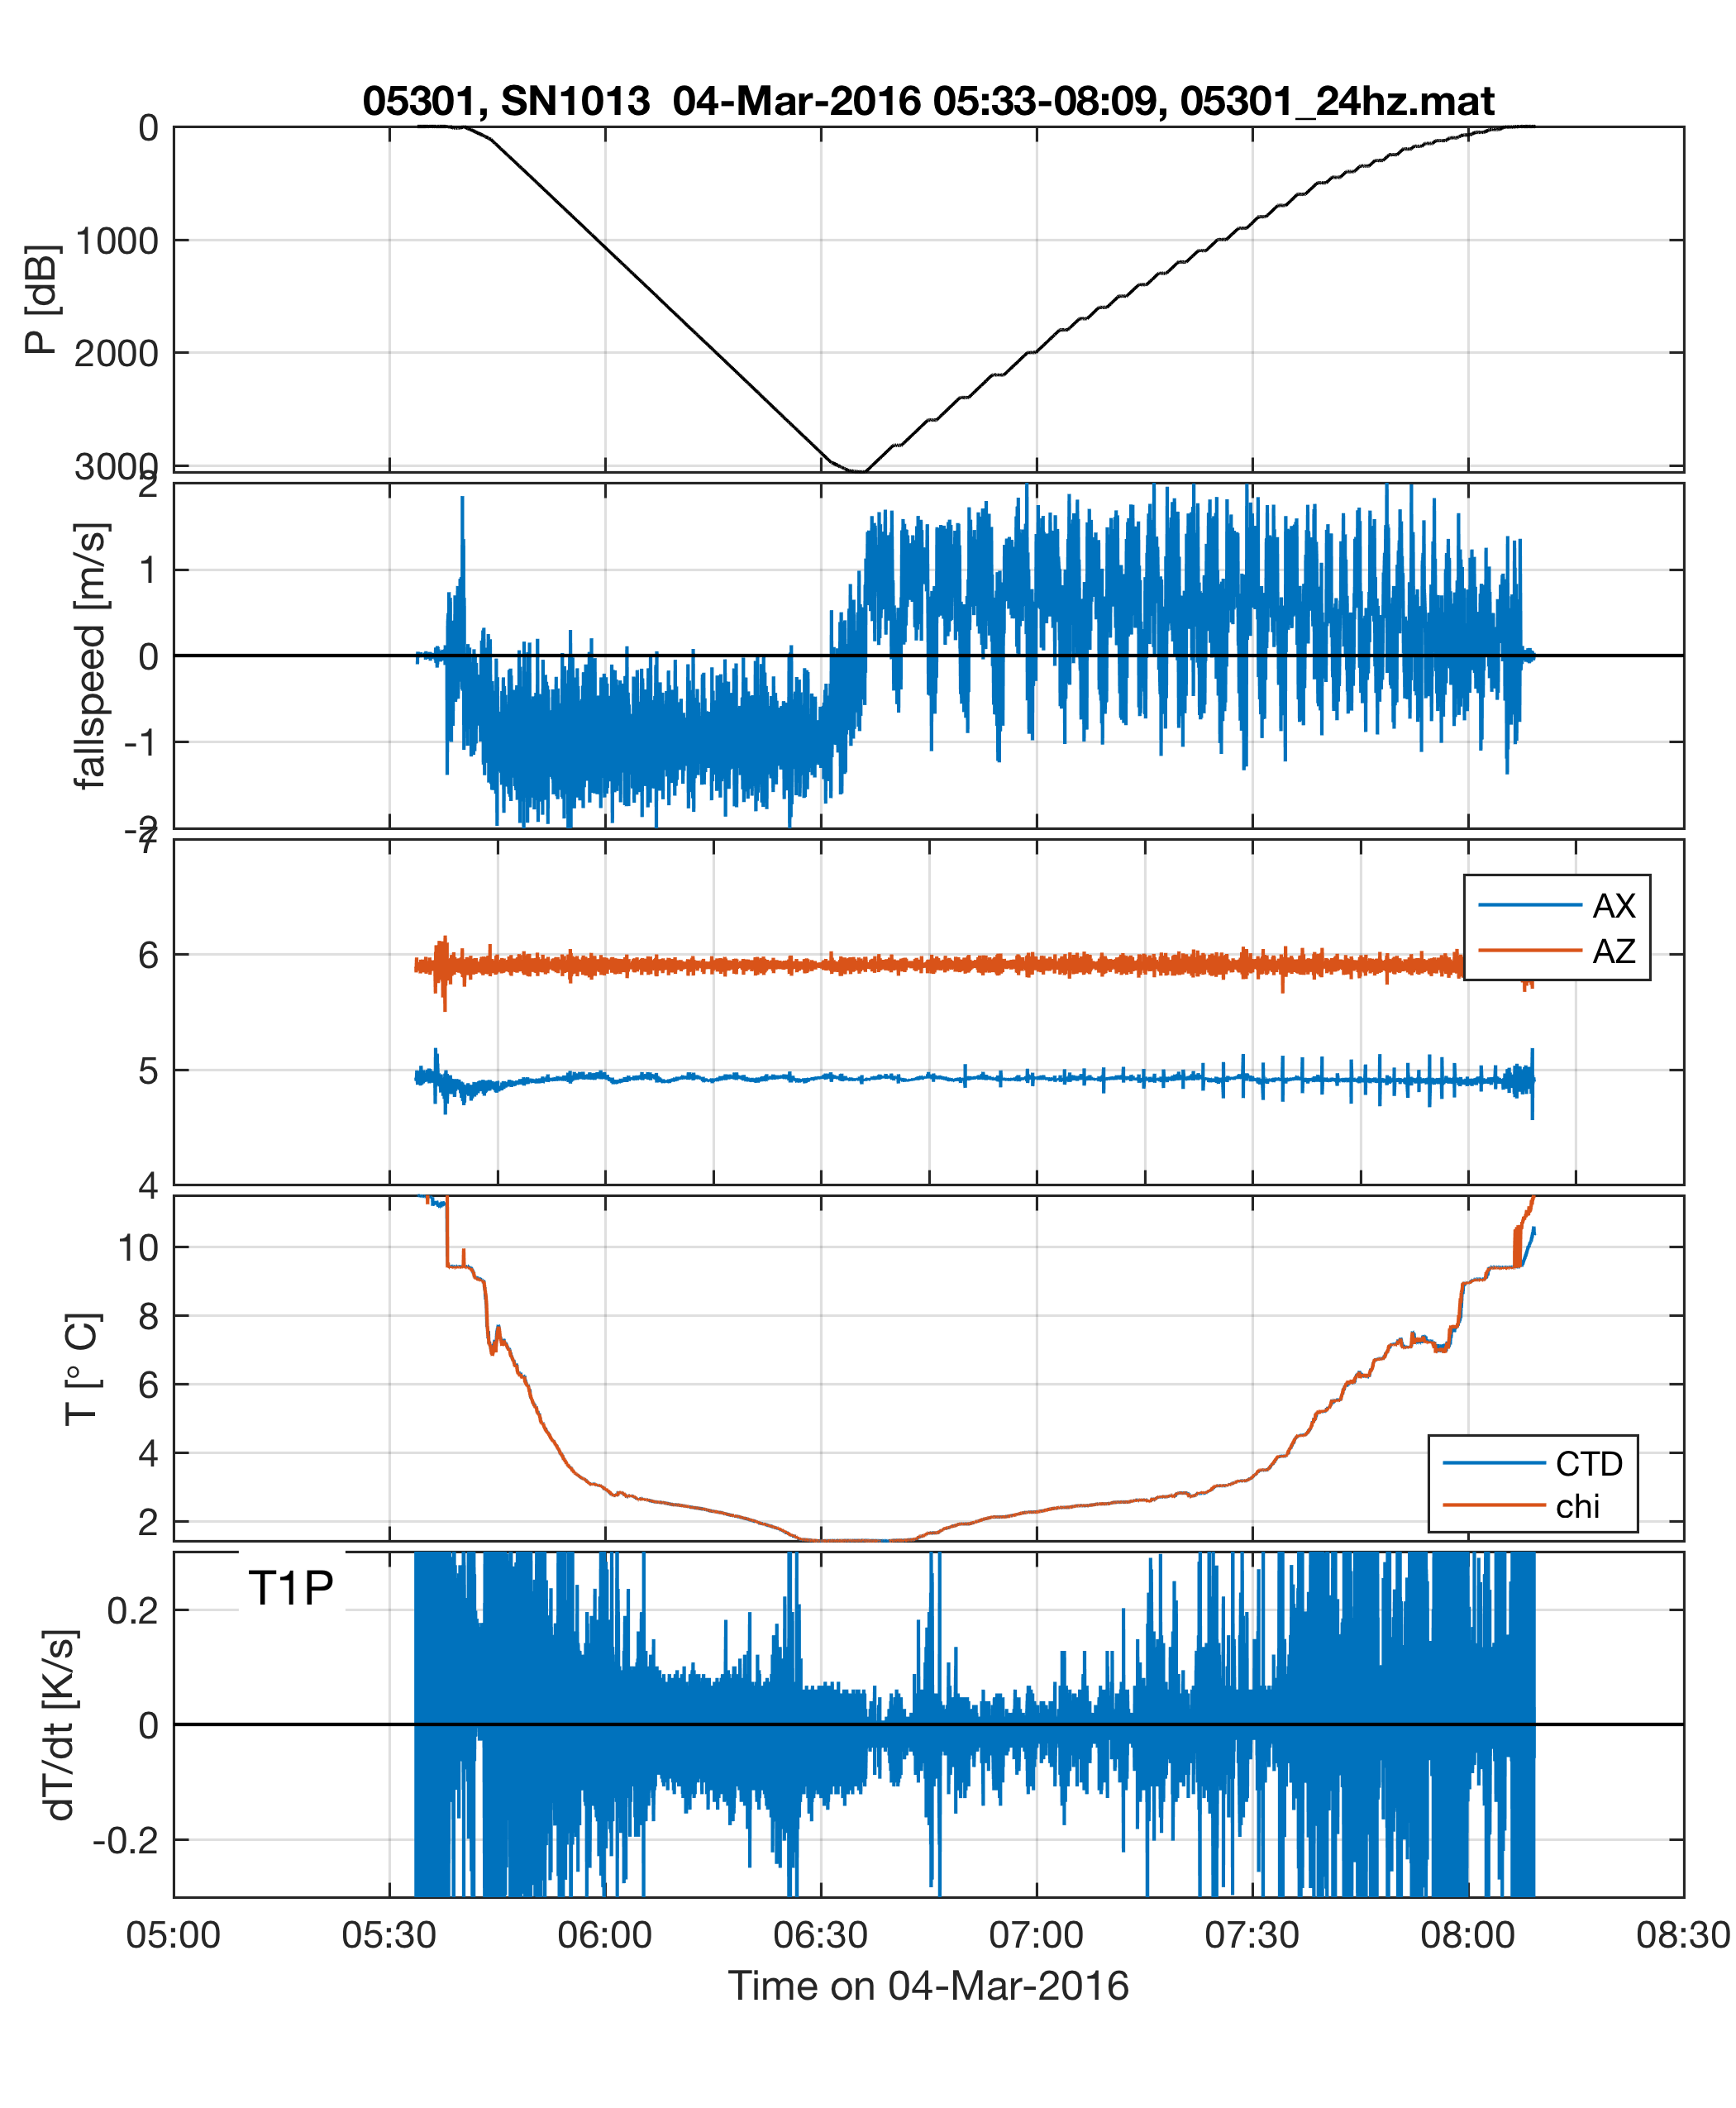 05301, SN1013  04-Mar-2016 05:33-08:09, 05301_24hz.mat
0
1000
2000
3000
P [dB]
2
1
0
-1
-2
fallspeed [m/s]
7
6
5
4
AX
AZ
10
8
6
4
2
T [° C]
CTD
chi
T1P
0.2
0
-0.2
dT/dt [K/s]
05:00 05:30 06:00 06:30 07:00 07:30 08:00 08:30
Time on 04-Mar-2016